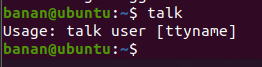 banan@ubuntu:~$ talk
Usage: talk user [ttyname]
banan@ubuntu:~$